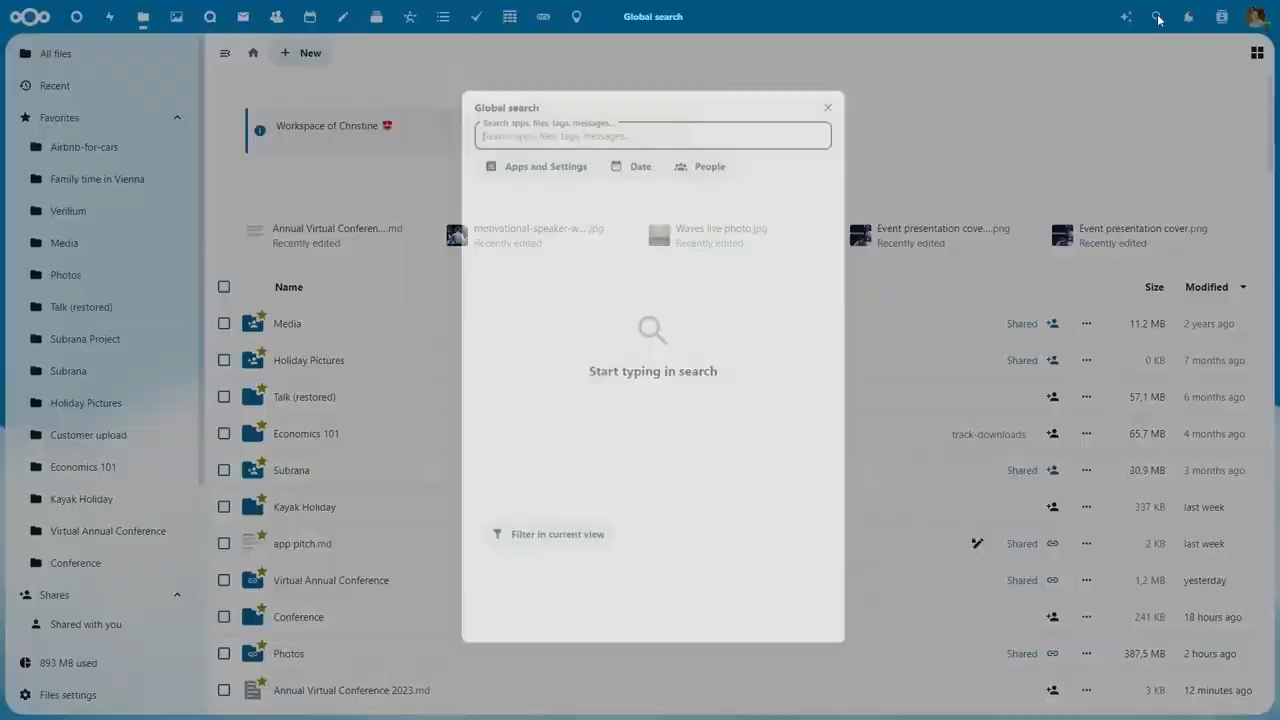 Global search
All files
Recent
Favorites
Airbnb-for-cars
Family time in Vienna
Verilium
Media
Photos
Talk (restored)
Subrana Project
Subrana
Holiday Pictures
Customer upload
Economics 101
Kayak Holiday
Virtual Annual Conference
Conference
Shares
Shared with you
893 MB used
Files settings
New
Workspace of Christine
Annual Virtual Conferen....md
Recently edited
motivational-speaker-w... .jpg
Recently edited
Waves live photo.jpg
Recently edited
Event presentation cove....png
Recently edited
Event presentation cover.png
Recently edited
Global search
Search apps, files, tags, messages...
Search apps, files, tags, messages...
Apps and Settings Date People
Start typing in search
Filter in current view
Name Size Modified
Media Shared 11,2 MB 2 years ago
Holiday Pictures Shared 0 KB 7 months ago
Talk (restored) 57,1 MB 6 months ago
Economics 101 track-downloads 65,7 MB 4 months ago
Subrana Shared 30,9 MB 3 months ago
Kayak Holiday 337 KB last week
app pitch.md Shared 2 KB last week
Virtual Annual Conference Shared 1,2 MB yesterday
Conference 241 KB 18 hours ago
Photos Shared 387,5 MB 2 hours ago
Annual Virtual Conference 2023.md 3 KB 12 minutes ago